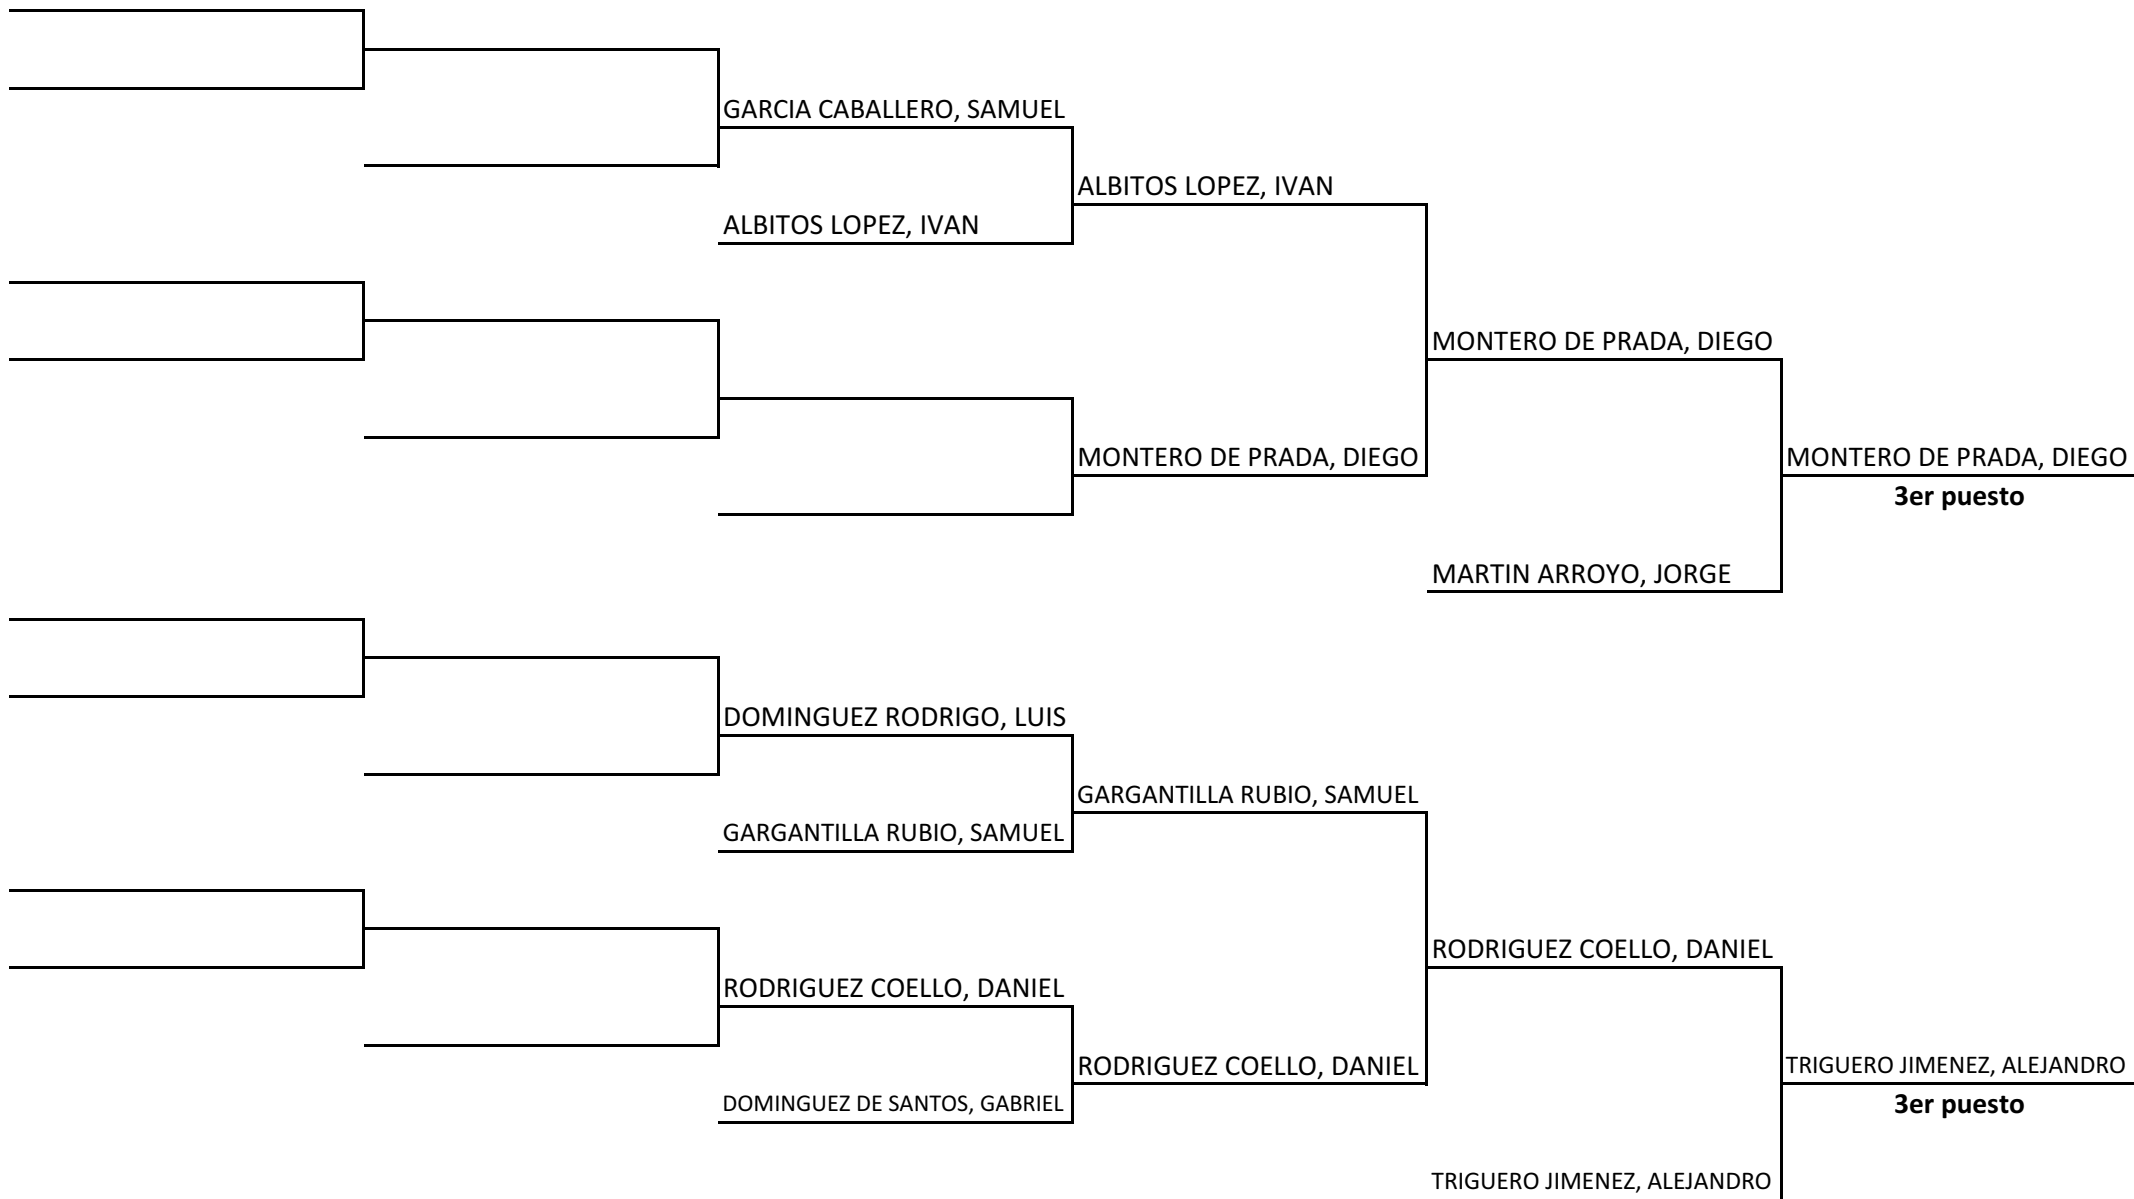 GARCIA CABALLERO, SAMUEL
ALBITOS LOPEZ, IVAN
ALBITOS LOPEZ, IVAN
MONTERO DE PRADA, DIEGO
MONTERO DE PRADA, DIEGO
MONTERO DE PRADA, DIEGO
3er puesto
MARTIN ARROYO, JORGE
DOMINGUEZ RODRIGO, LUIS
GARGANTILLA RUBIO, SAMUEL
GARGANTILLA RUBIO, SAMUEL
RODRIGUEZ COELLO, DANIEL
RODRIGUEZ COELLO, DANIEL
RODRIGUEZ COELLO, DANIEL
TRIGUERO JIMENEZ, ALEJANDRO
DOMINGUEZ DE SANTOS, GABRIEL
3er puesto
TRIGUERO JIMENEZ, ALEJANDRO